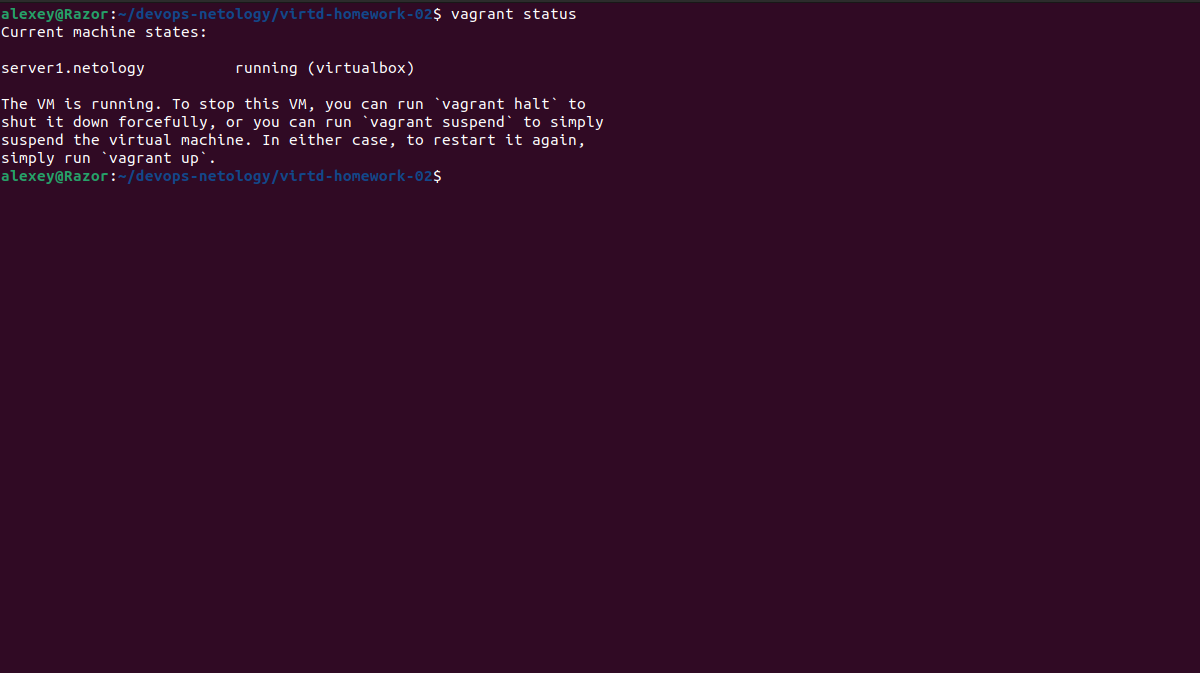 alexey@Razor:~/devops-netology/virtd-homework-02$ vagrant status
Current machine states:
server1.netology          running (virtualbox)
The VM is running. To stop this VM, you can run `vagrant halt` to
shut it down forcefully, or you can run `vagrant suspend` to simply
suspend the virtual machine. In either case, to restart it again,
simply run `vagrant up`.
alexey@Razor:~/devops-netology/virtd-homework-02$